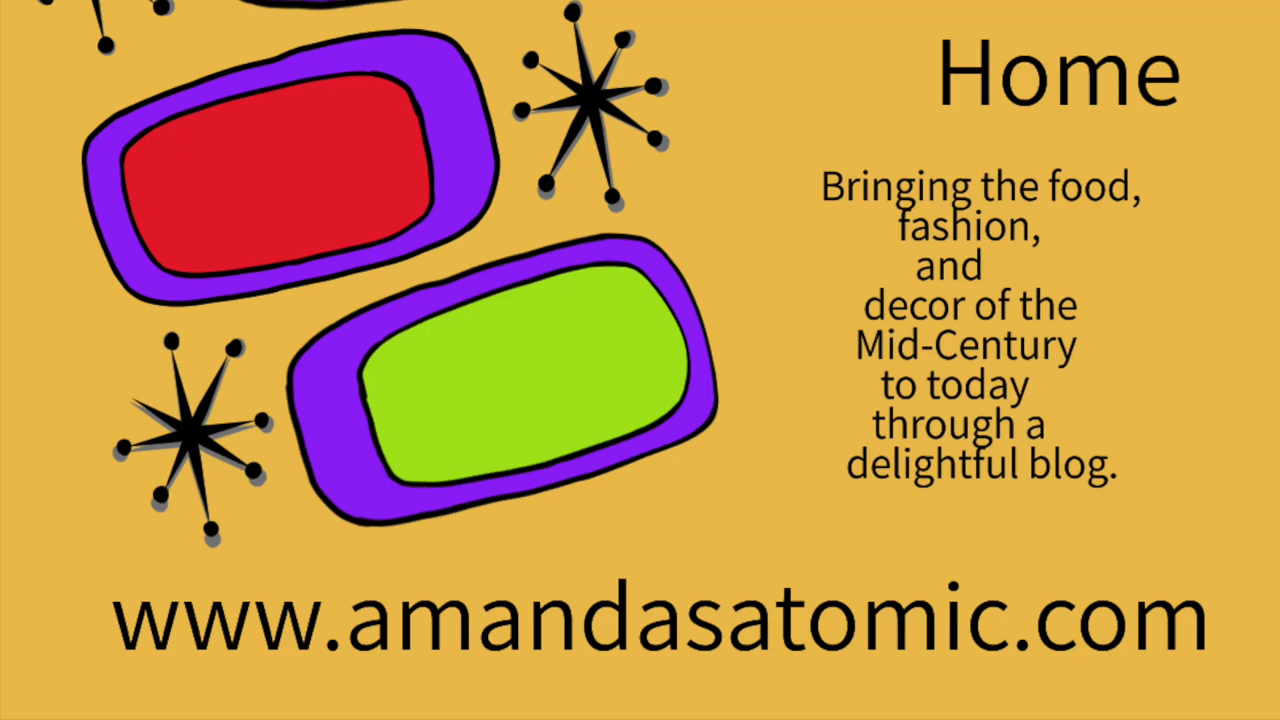 Home
Bringing the food,
fashion,
and
decor of the
Mid-Century
to today
through a
delightful blog.
www.amandasatomic.com